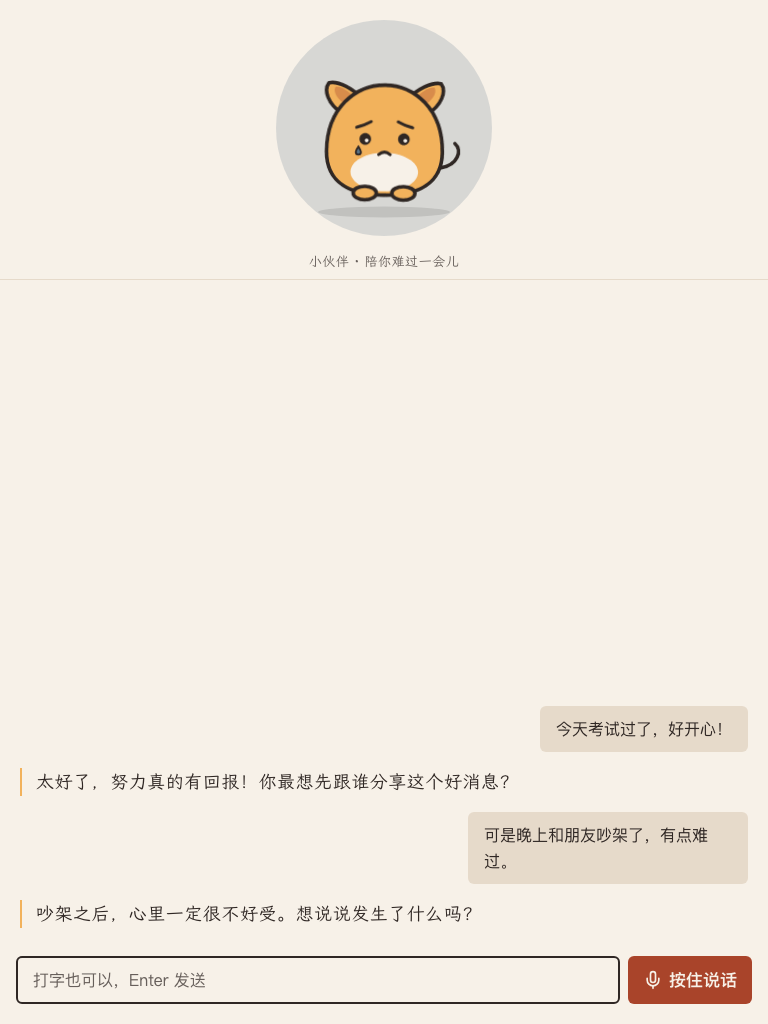 小伙伴·陪你难过一会儿
今天考试过了，好开心！
太好了，努力真的有回报！你最想先跟谁分享这个好消息？
可是晚上和朋友吵架了，有点难
过。
吵架之后，心里一定很不好受。想说说发生了什么吗？
打字也可以，Enter 发送
按住说话